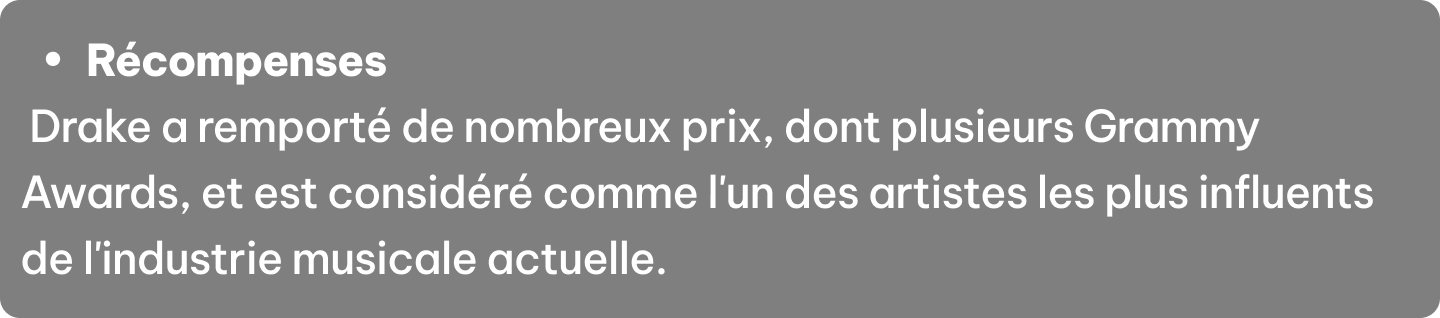 • Récompenses
Drake a remporté de nombreux prix, dont plusieurs Grammy
Awards, et est considéré comme l'un des artistes les plus influents
de l'industrie musicale actuelle.